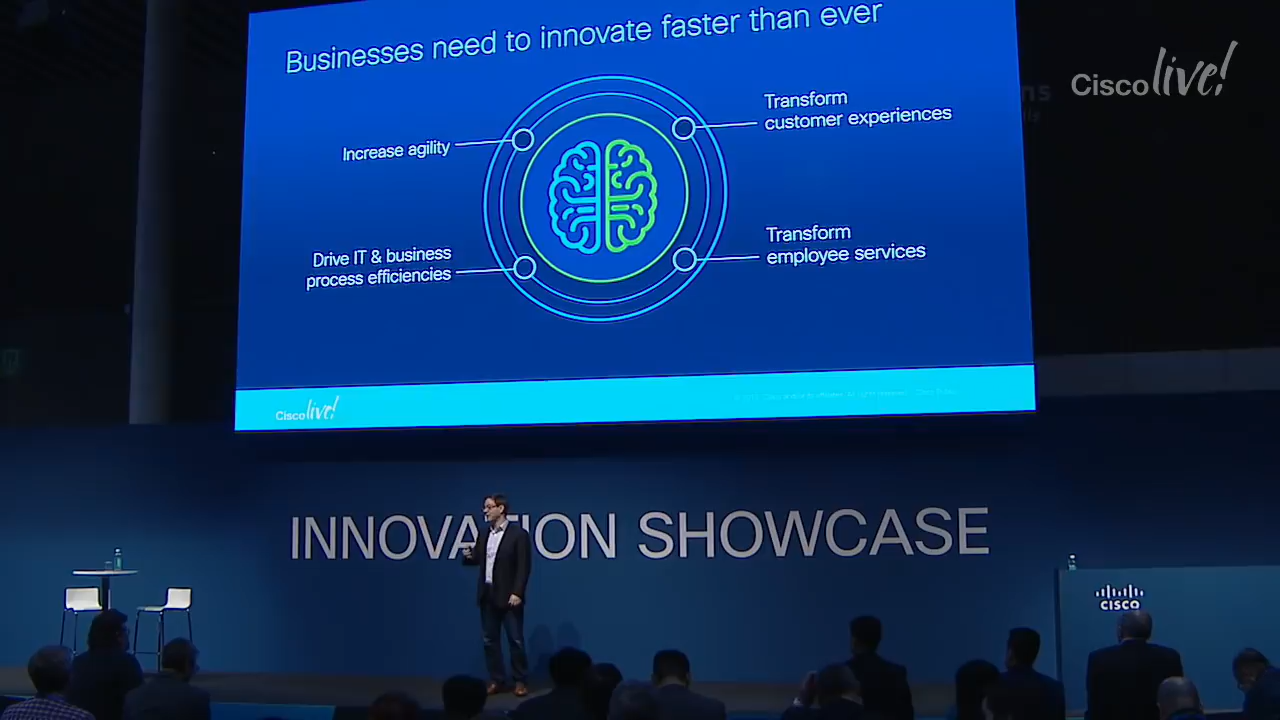 Businesses need to innovate faster than ever
Cisco live!
Increase agility
Transform
customer experiences
Drive IT & business
process efficiencies
Transform
employee services
Cisco live!
INNOVATION SHOWCASE
CISCO